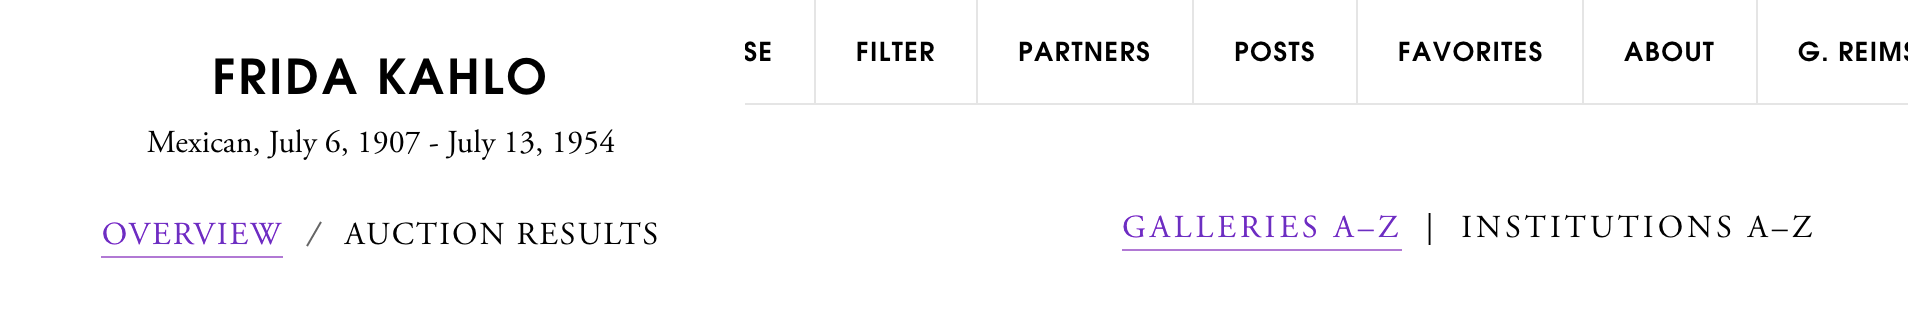 FRIDA KAHLO
Mexican, July 6, 1907 - July 13, 1954
OVERVIEW / AUCTION RESULTS
SE FILTER PARTNERS POSTS FAVORITES ABOUT G. REIMS
GALLERIES A–Z | INSTITUTIONS A–Z